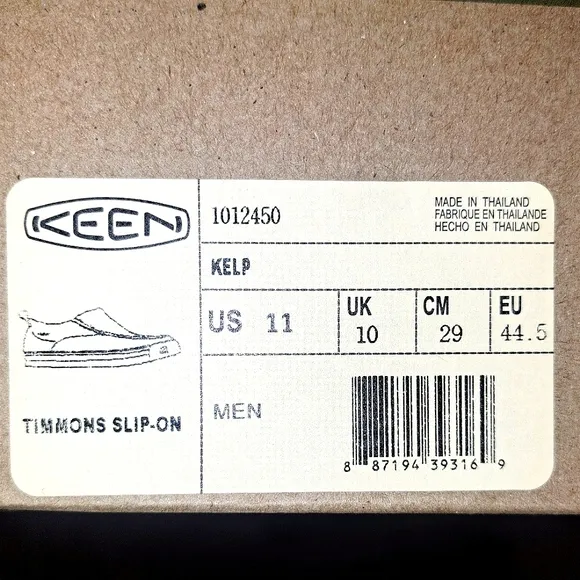 KEEN
1012450
MADE IN THAILAND
FABRIQUE EN THAILANDE
HECHO EN THAILAND
KELP
US 11
UK
10
CM
29
EU
44.5
TIMMONS SLIP-ON
MEN
8 87194 39316 9